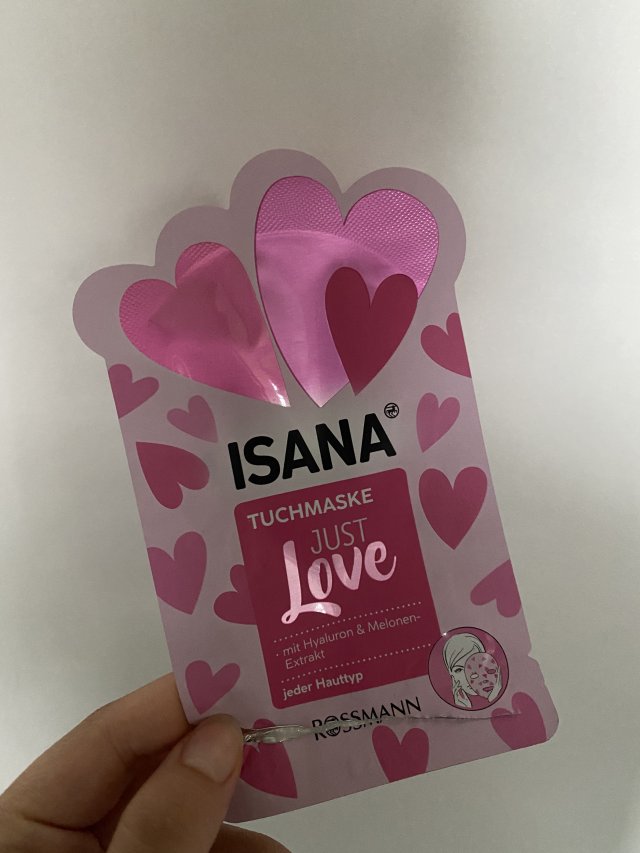 ISANA
TUCHMASKE
JUST
Love
mit Hyaluron & Melonen-
Extrakt
jeder Hauttyp
ROSSMANN